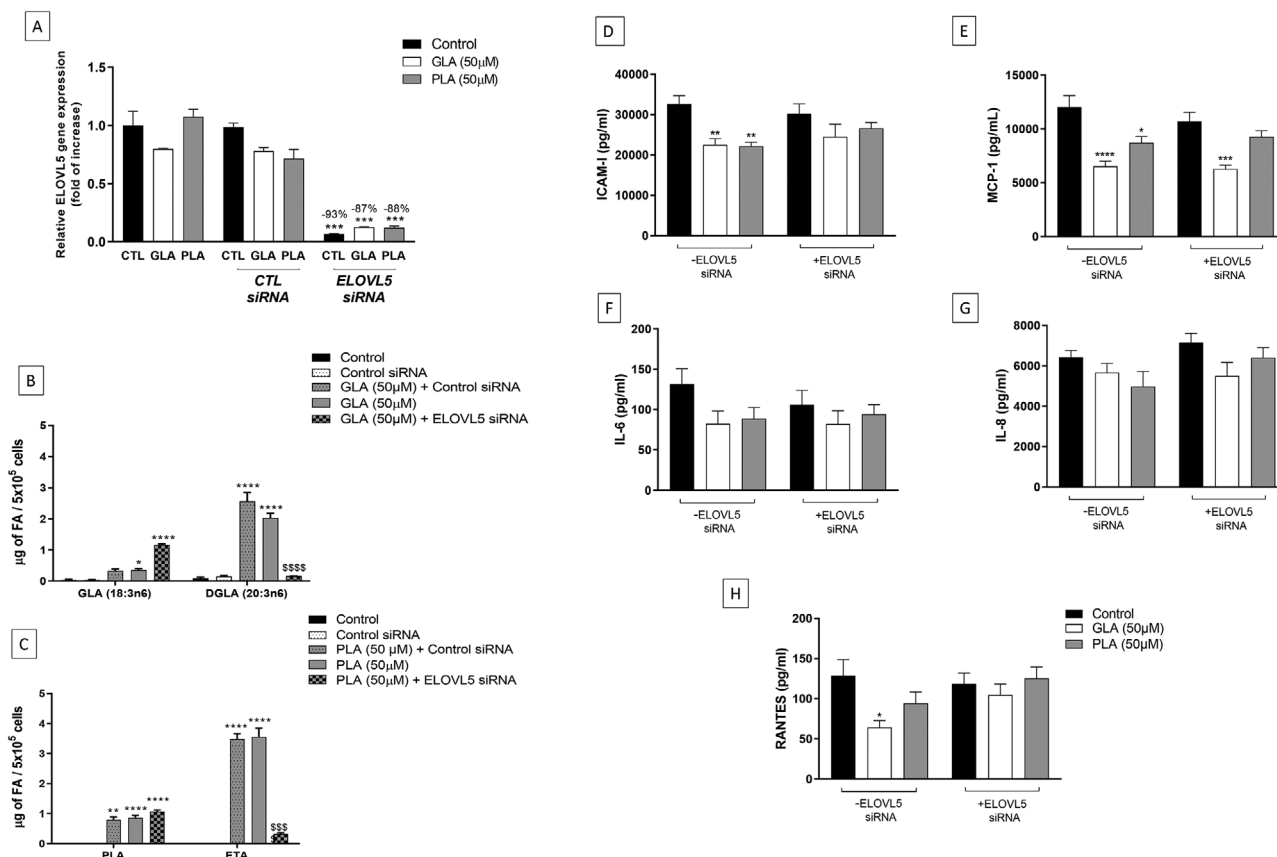 A
Control
GLA (50μM)
PLA (50μM)
Relative ELOVL5 gene expression
(fold of increase)
1.5
1.0
0.5
0.0
-93%
-87%
-88%
***
***
***
CTL GLA PLA
CTL GLA PLA
CTL GLA PLA
CTL
siRNA
ELOVL5
siRNA
B
Control
Control siRNA
GLA (50μM) + Control siRNA
GLA (50μM)
GLA (50μM) + ELOVL5 siRNA
μg of FA / 5x10⁵ cells
5
4
3
2
1
0
*
****
****
****
$$$$
GLA (18:3n6)
DGLA (20:3n6)
C
Control
Control siRNA
PLA (50 μM) + Control siRNA
PLA (50μM)
PLA (50μM) + ELOVL5 siRNA
μg of FA / 5x10⁵ cells
5
4
3
2
1
0
**
****
****
****
****
$$$
PLA
ETA
D
ICAM-I (pg/ml)
40000
30000
20000
10000
0
**
**
-ELOVL5
siRNA
+ELOVL5
siRNA
E
MCP-1 (pg/mL)
15000
10000
5000
0
****
*
***
-ELOVL5
siRNA
+ELOVL5
siRNA
F
IL-6 (pg/ml)
200
150
100
50
0
-ELOVL5
siRNA
+ELOVL5
siRNA
G
IL-8 (pg/ml)
8000
6000
4000
2000
0
-ELOVL5
siRNA
+ELOVL5
siRNA
H
Control
GLA (50μM)
PLA (50μM)
RANTES (pg/ml)
200
150
100
50
0
*
-ELOVL5
siRNA
+ELOVL5
siRNA